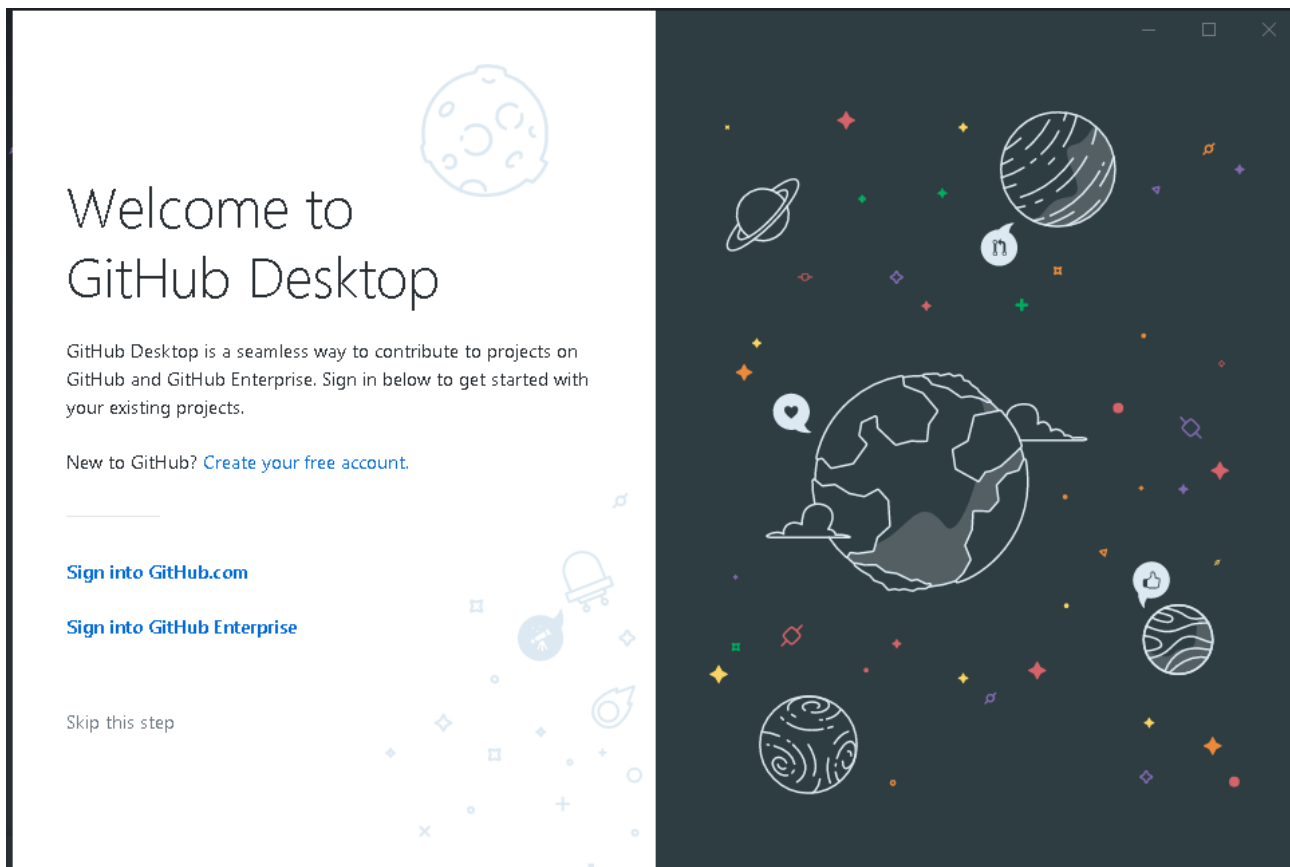 Welcome to
GitHub Desktop
GitHub Desktop is a seamless way to contribute to projects on
GitHub and GitHub Enterprise. Sign in below to get started with
your existing projects.
New to GitHub? Create your free account.
Sign into GitHub.com
Sign into GitHub Enterprise
Skip this step